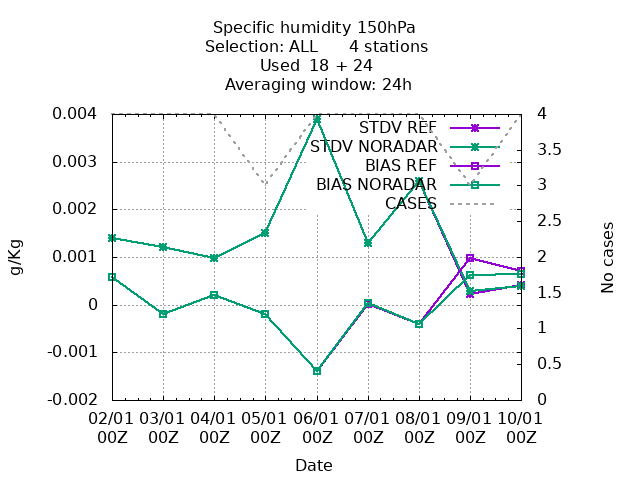 Specific humidity 150hPa
Selection: ALL      4 stations
Used  18 + 24
Averaging window: 24h
STDV REF
STDV NORADAR
BIAS REF
BIAS NORADAR
CASES
0.004
0.003
0.002
0.001
0
-0.001
-0.002
g/Kg
4
3.5
3
2.5
2
1.5
1
0.5
0
No cases
02/01 03/01 04/01 05/01 06/01 07/01 08/01 09/01 10/01
00Z 00Z 00Z 00Z 00Z 00Z 00Z 00Z 00Z
Date